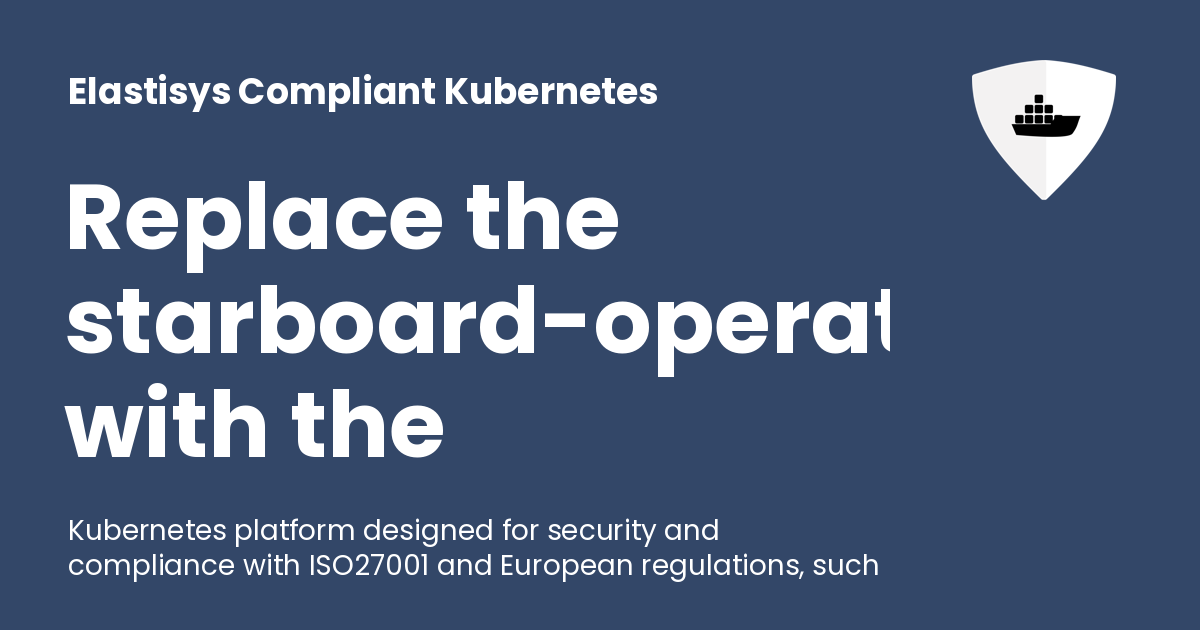 Elastisys Compliant Kubernetes
Replace the
starboard-operat
with the
Kubernetes platform designed for security and
compliance with ISO27001 and European regulations, such